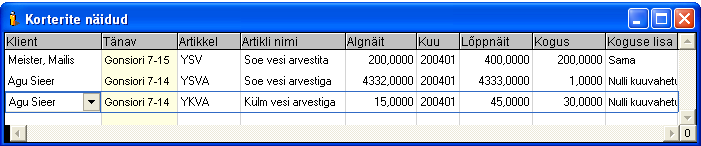 Korterite näidud
Klient Tänav Artikkel Artikli nimi Algnäit Kuu Lõppnäit Kogus Koguse lisa
Meister, Mailis Gonsiori 7-15 YSV Soe vesi arvestita 200,0000 200401 400,0000 200,0000 Sama
Agu Sieer Gonsiori 7-14 YSVA Soe vesi arvestiga 4332,0000 200401 4333,0000 1,0000 Nulli kuuvahetu
Agu Sieer Gonsiori 7-14 YKVA Külm vesi arvestiga 15,0000 200401 45,0000 30,0000 Nulli kuuvahetu
0